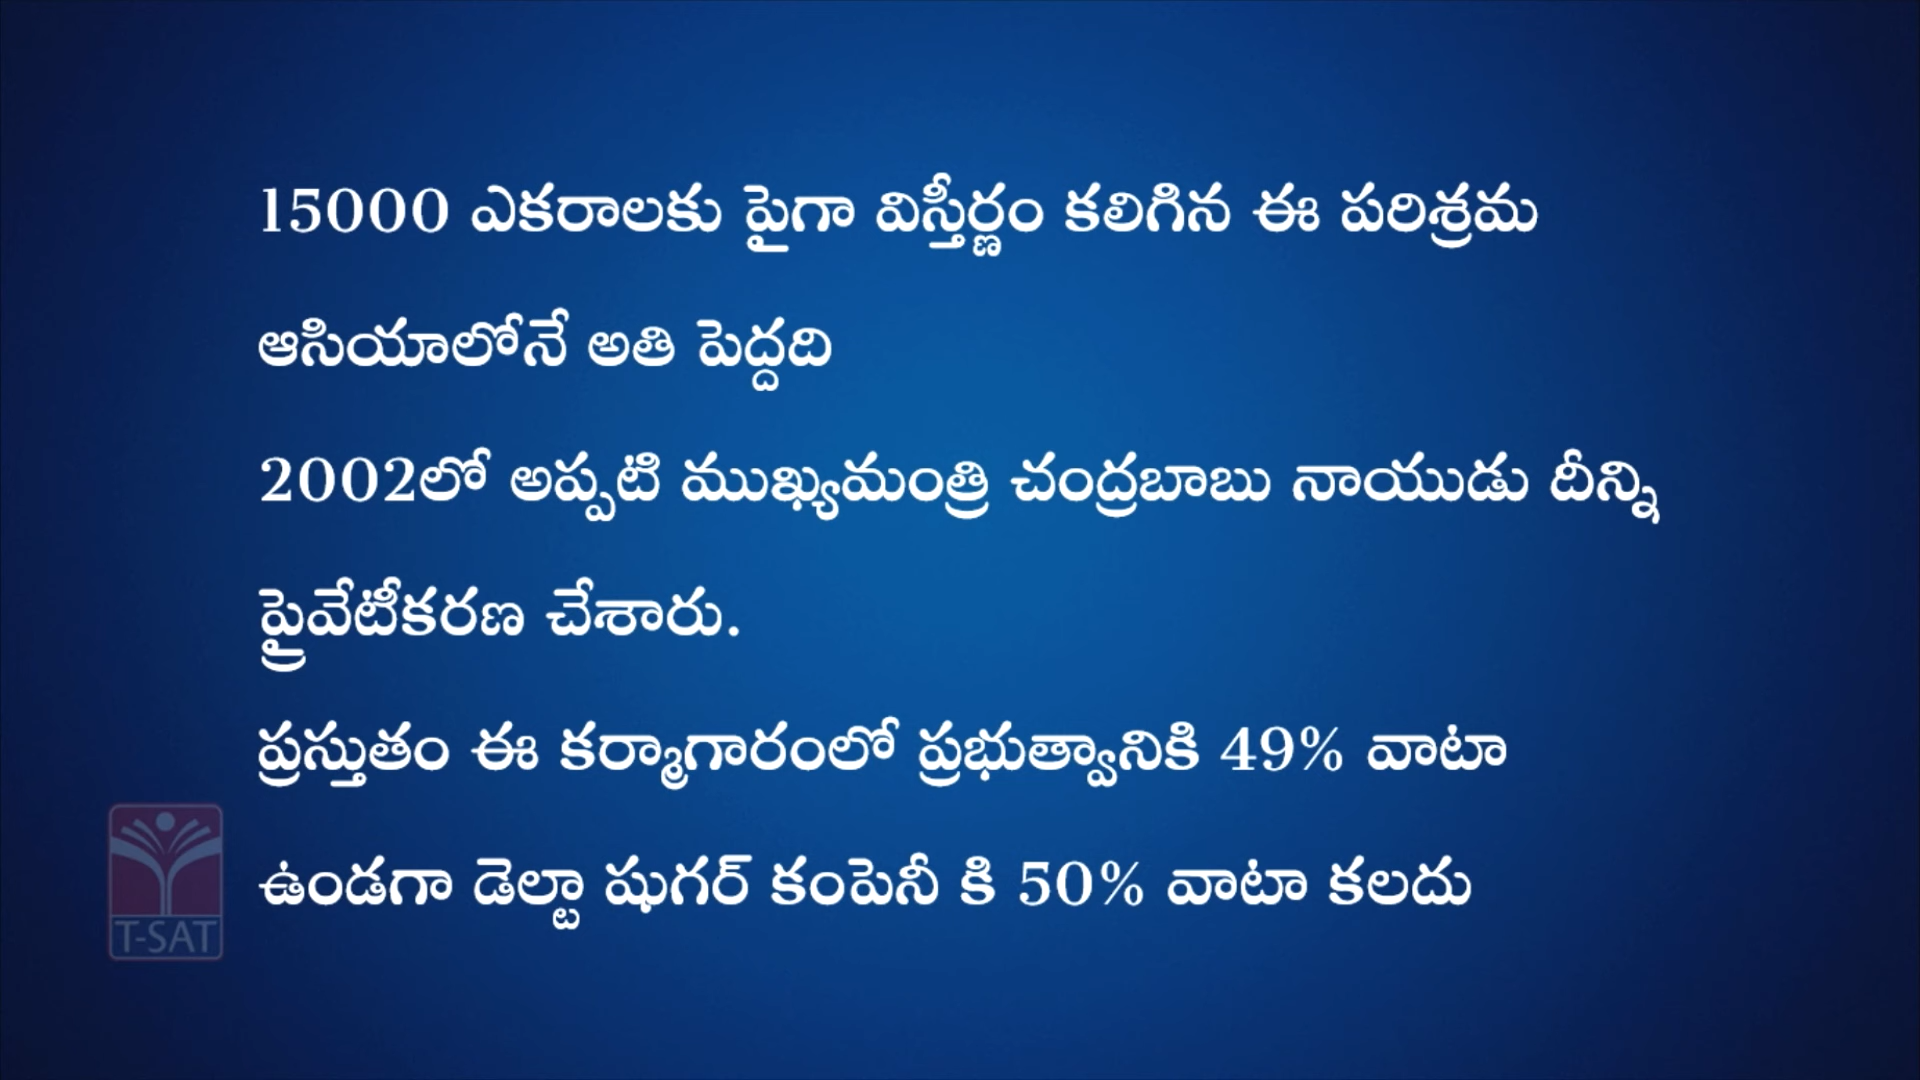 15000 ఎకరాలకు పైగా విస్తీర్ణం కలిగిన ఈ పరిశ్రమ
ఆసియాలోనే అతి పెద్దది
2002లో అప్పటి ముఖ్యమంత్రి చంద్రబాబు నాయుడు దీన్ని
ప్రైవేటీకరణ చేశారు.
ప్రస్తుతం ఈ కర్మాగారంలో ప్రభుత్వానికి 49% వాటా
ఉండగా డెల్టా షుగర్ కంపెనీ కి 50% వాటా కలదు
T-SAT